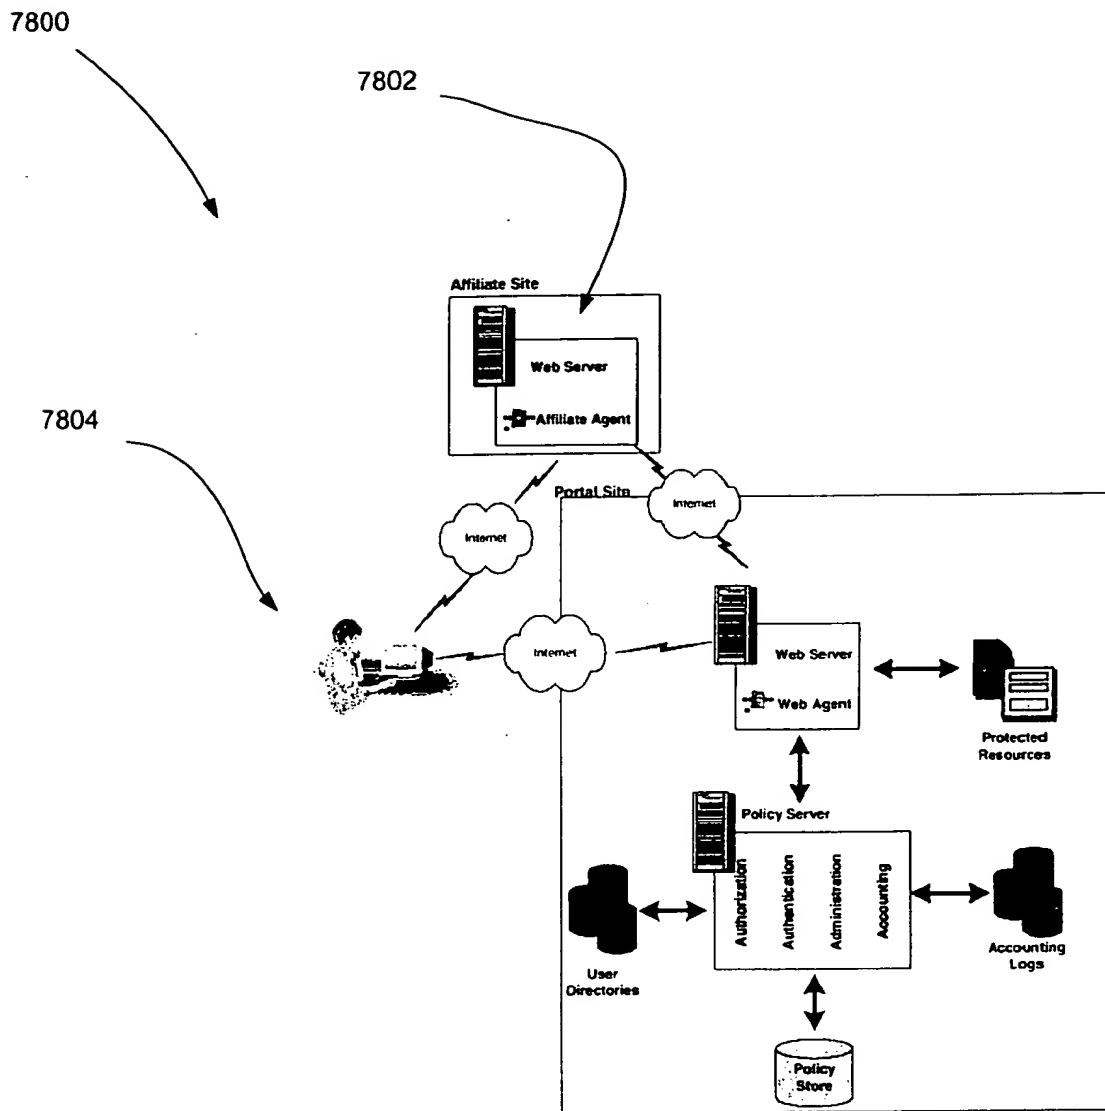 7800
7802
Affiliate Site
Web Server
Affiliate Agent
7804
Portal Site
Internet
Internet
Internet
Web Server
Web Agent
Protected
Resources
Policy Server
Authorization
Authentication
Administration
Accounting
User
Directories
Accounting
Logs
Policy
Store